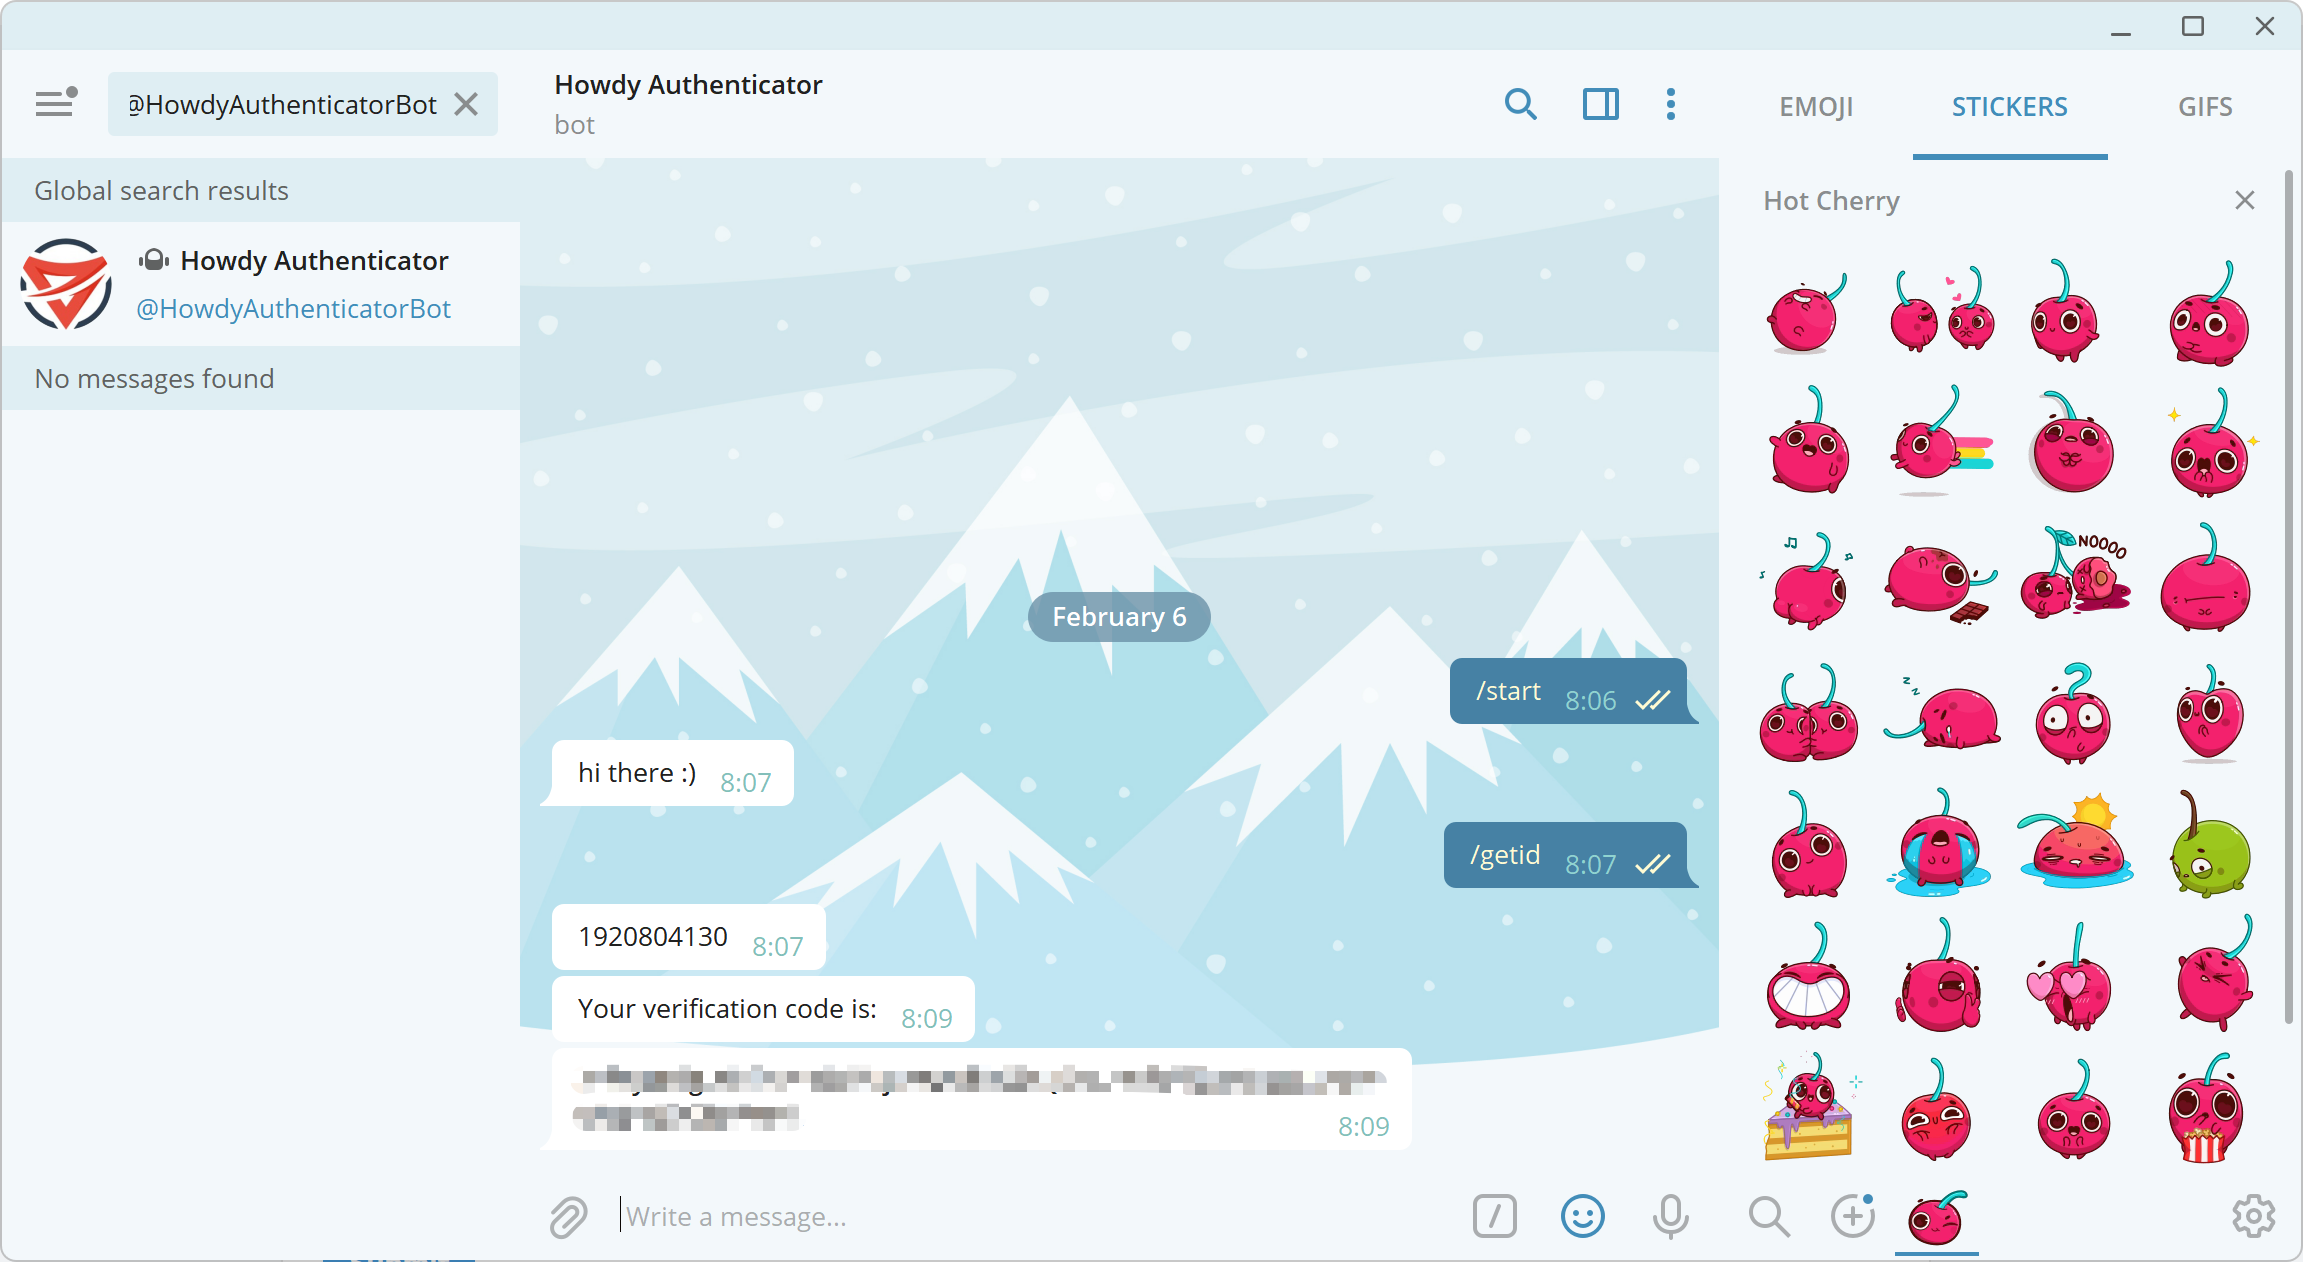 @HowdyAuthenticatorBot
Global search results
Howdy Authenticator
@HowdyAuthenticatorBot
No messages found
Howdy Authenticator
bot
February 6
/start 8:06
hi there :) 8:07
/getid 8:07
1920804130 8:07
Your verification code is: 8:09
8:09
Write a message...
EMOJI STICKERS GIFS
Hot Cherry
NOOOO